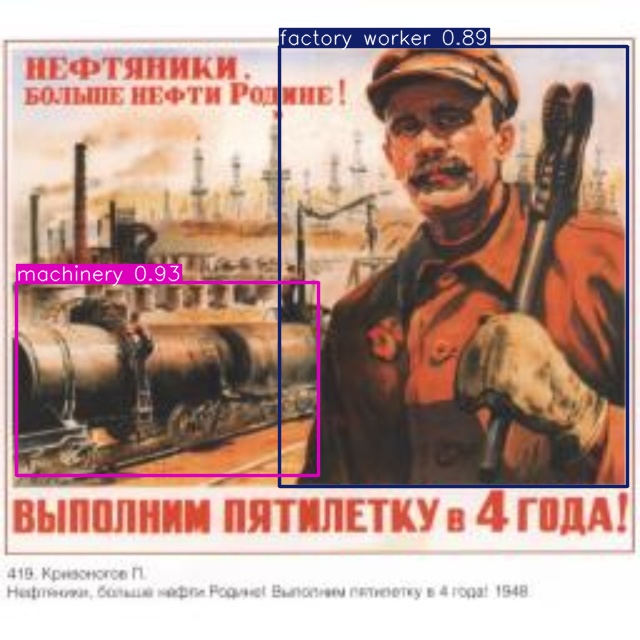 factory worker 0.89
НЕФТЯНИКИ,
БОЛЬШЕ НЕФТИ РОДИНЕ!
machinery 0.93
ВЫПОЛНИМ ПЯТИЛЕТКУ в 4 ГОДА!
419. Кривоногов П.
Нефтяники, больше нефти Родине! Выполним пятилетку в 4 года! 1948.